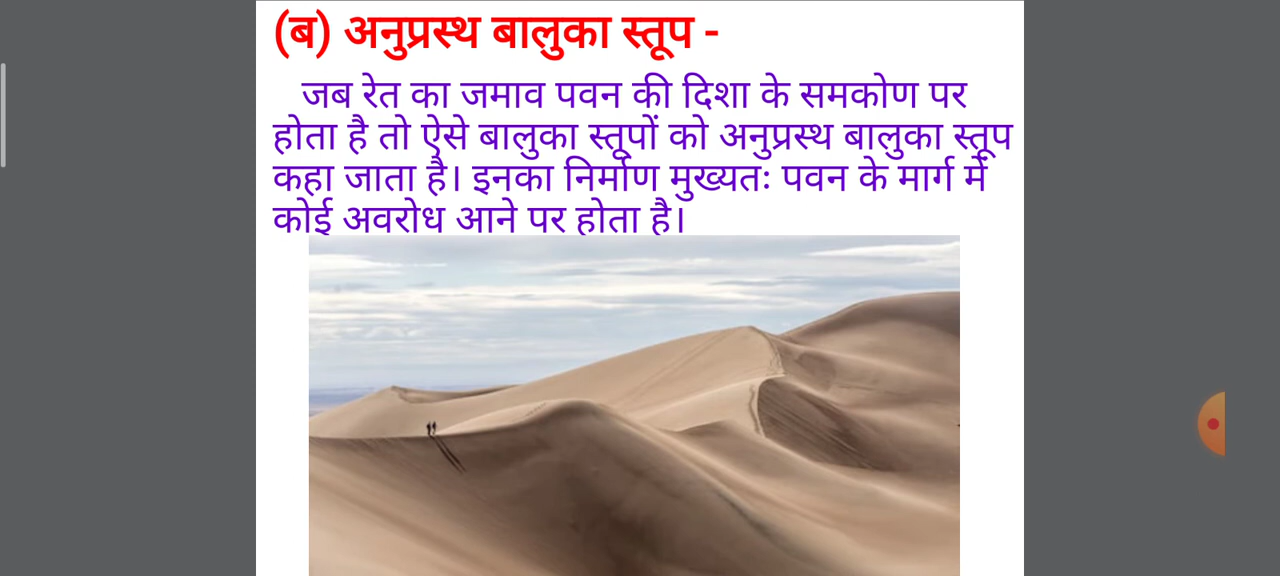 (ब) अनुप्रस्थ बालुका स्तूप -
जब रेत का जमाव पवन की दिशा के समकोण पर
होता है तो ऐसे बालुका स्तूपों को अनुप्रस्थ बालुका स्तूप
कहा जाता है। इनका निर्माण मुख्यतः पवन के मार्ग में
कोई अवरोध आने पर होता है।